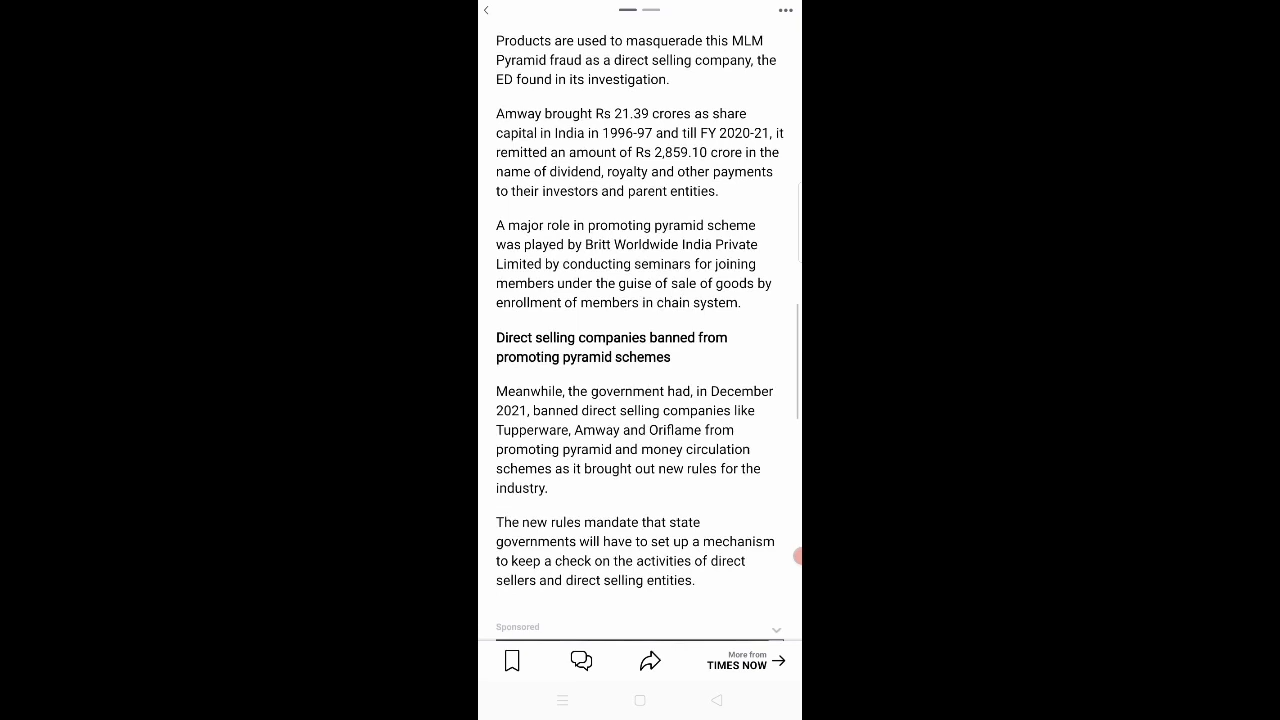 Products are used to masquerade this MLM
Pyramid fraud as a direct selling company, the
ED found in its investigation.
Amway brought Rs 21.39 crores as share
capital in India in 1996-97 and till FY 2020-21, it
remitted an amount of Rs 2,859.10 crore in the
name of dividend, royalty and other payments
to their investors and parent entities.
A major role in promoting pyramid scheme
was played by Britt Worldwide India Private
Limited by conducting seminars for joining
members under the guise of sale of goods by
enrollment of members in chain system.
Direct selling companies banned from
promoting pyramid schemes
Meanwhile, the government had, in December
2021, banned direct selling companies like
Tupperware, Amway and Oriflame from
promoting pyramid and money circulation
schemes as it brought out new rules for the
industry.
The new rules mandate that state
governments will have to set up a mechanism
to keep a check on the activities of direct
sellers and direct selling entities.
Sponsored
More from
TIMES NOW